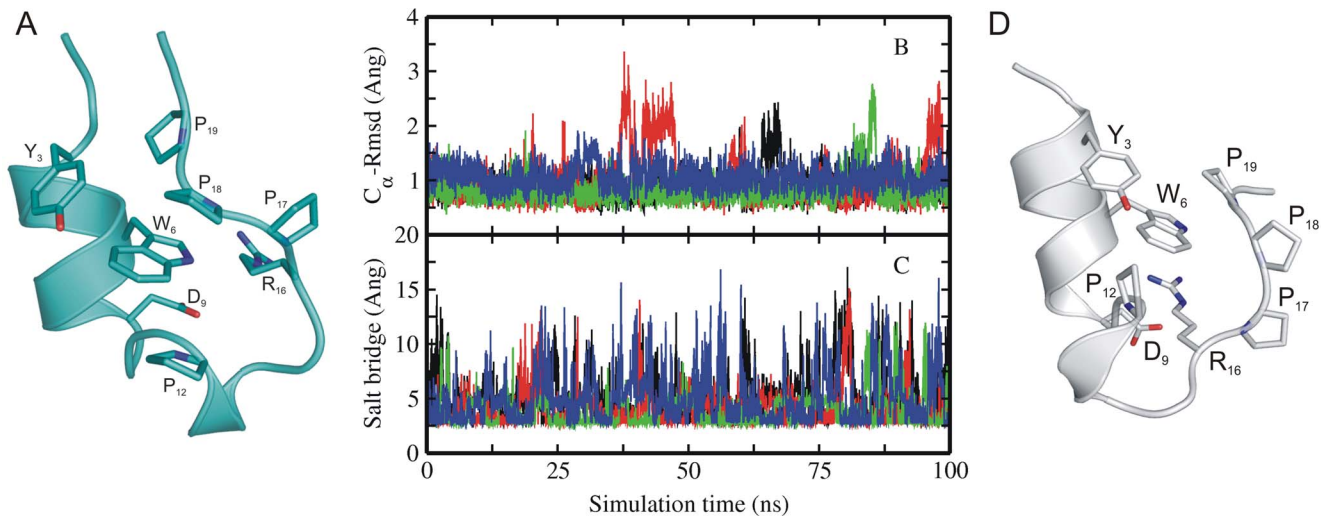 A
P₁₉
Y₃
P₁₈
P₁₇
W₆
R₁₆
D₉
P₁₂
B
Cα-Rmsd (Ang)
4
3
2
1
20
C
Salt bridge (Ang)
15
10
5
0
0 25 50 75 100
Simulation time (ns)
D
Y₃
P₁₉
W₆
P₁₈
P₁₂
P₁₇
D₉
R₁₆